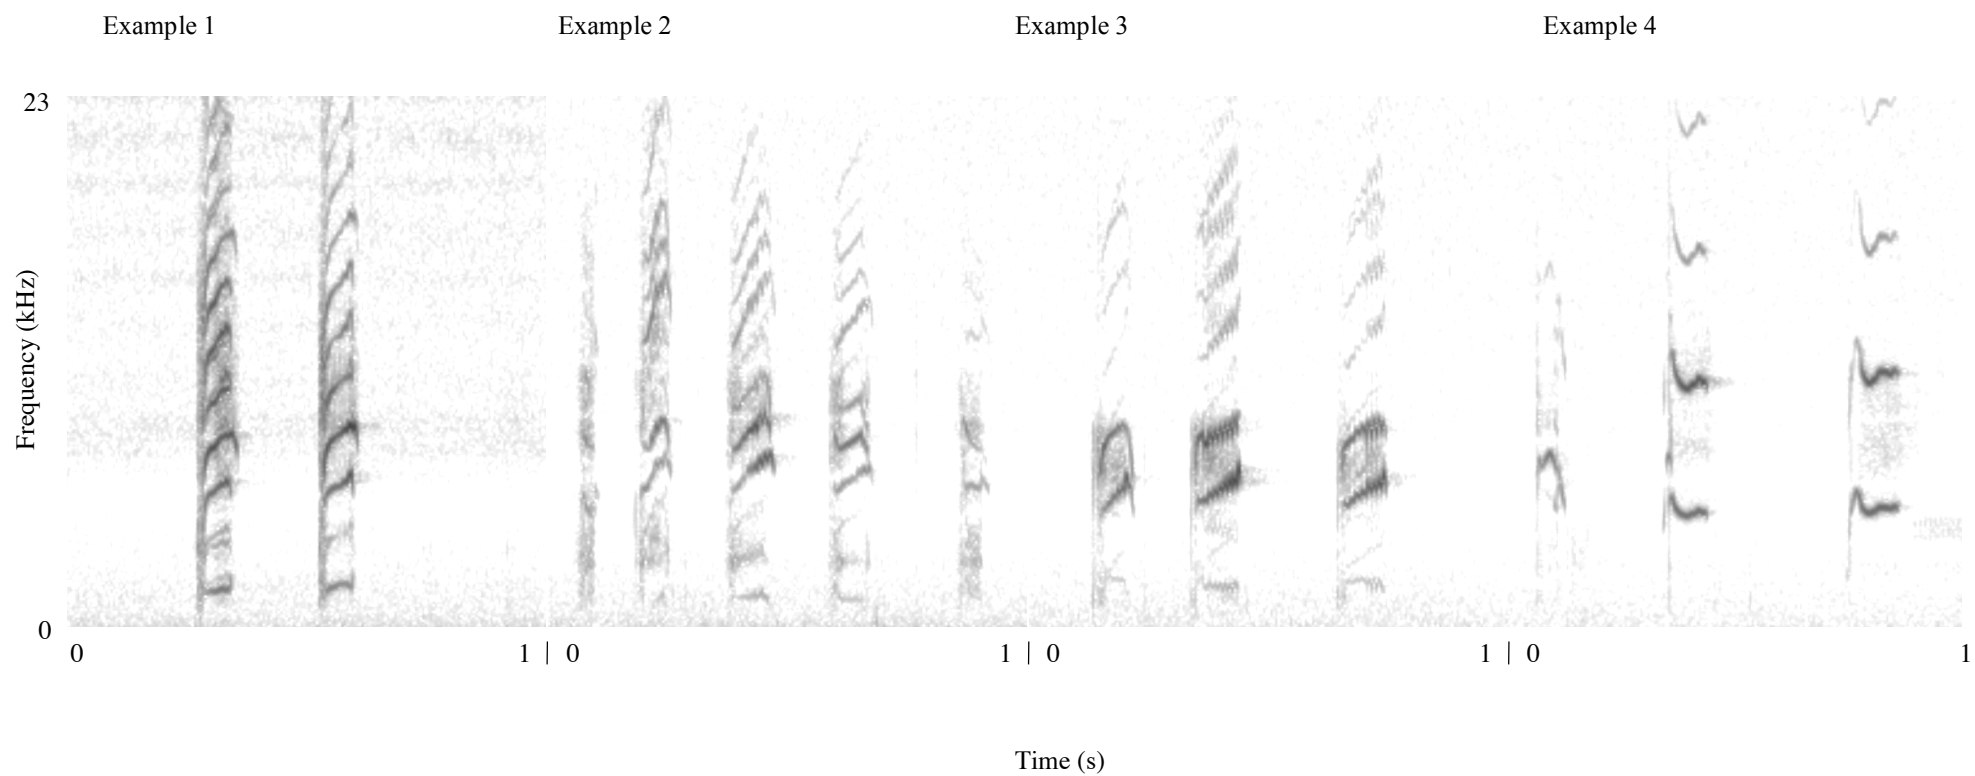 Example 1 Example 2 Example 3 Example 4
23
Frequency (kHz)
0
0 1 | 0 1 | 0 1 | 0 1
Time (s)